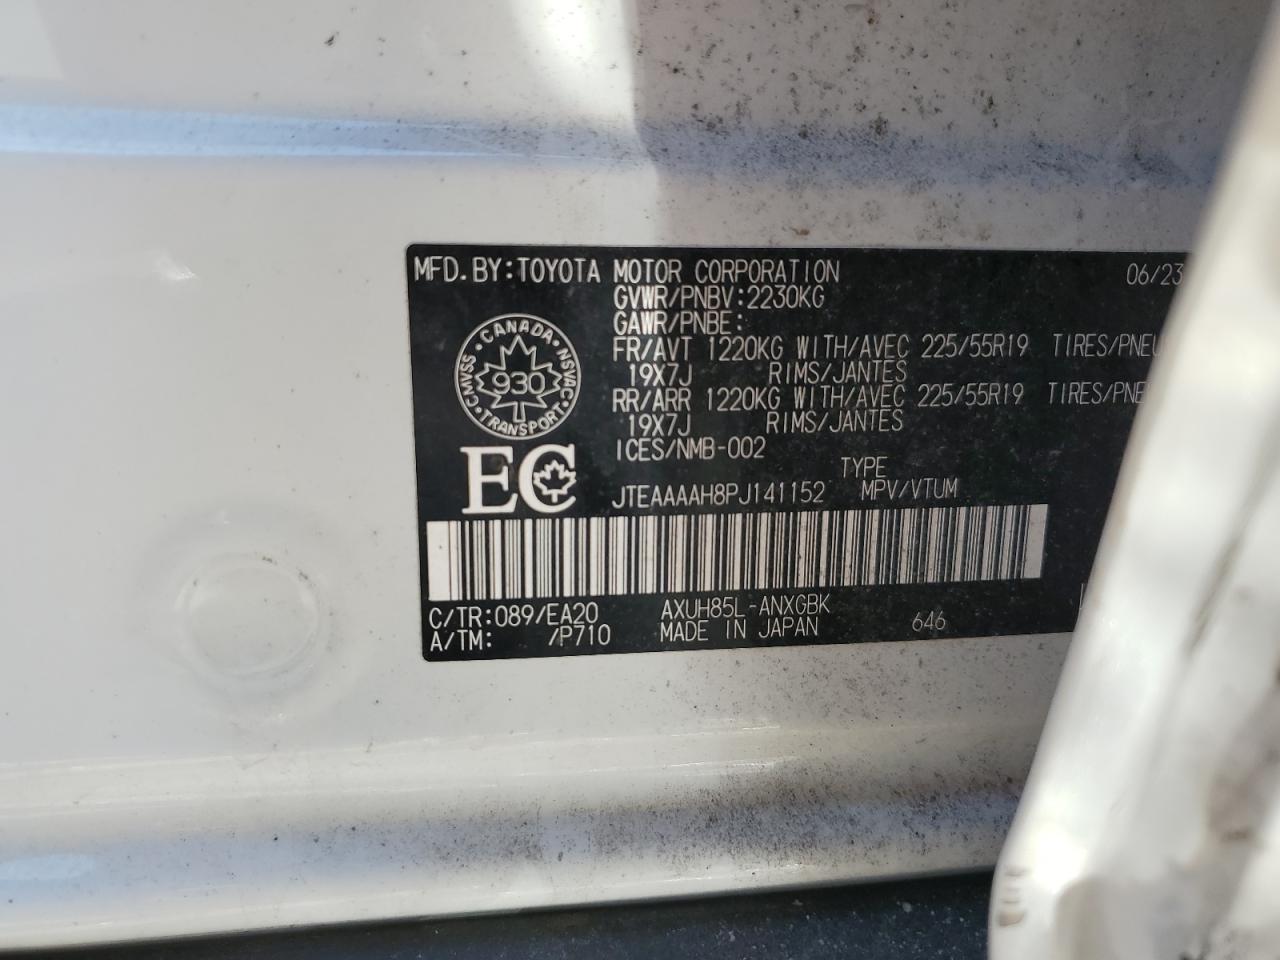 MFD. BY: TOYOTA MOTOR CORPORATION 06/23
GVWR/PNBV: 2230KG
GAWR/PNBE:
FR/AVT 1220KG WITH/AVEC 225/55R19 TIRES/PNEU
19X7J RIMS/JANTES
RR/ARR 1220KG WITH/AVEC 225/55R19 TIRES/PNE
19X7J RIMS/JANTES
ICES/NMB-002
CANADA
CMVSS 930 NSVAC
TRANSPORT
EC
TYPE
JTEAAAAH8PJ141152 MPV/VTUM
C/TR: 089/EA20 AXUH85L-ANXGBK
A/TM: /P710 MADE IN JAPAN 646